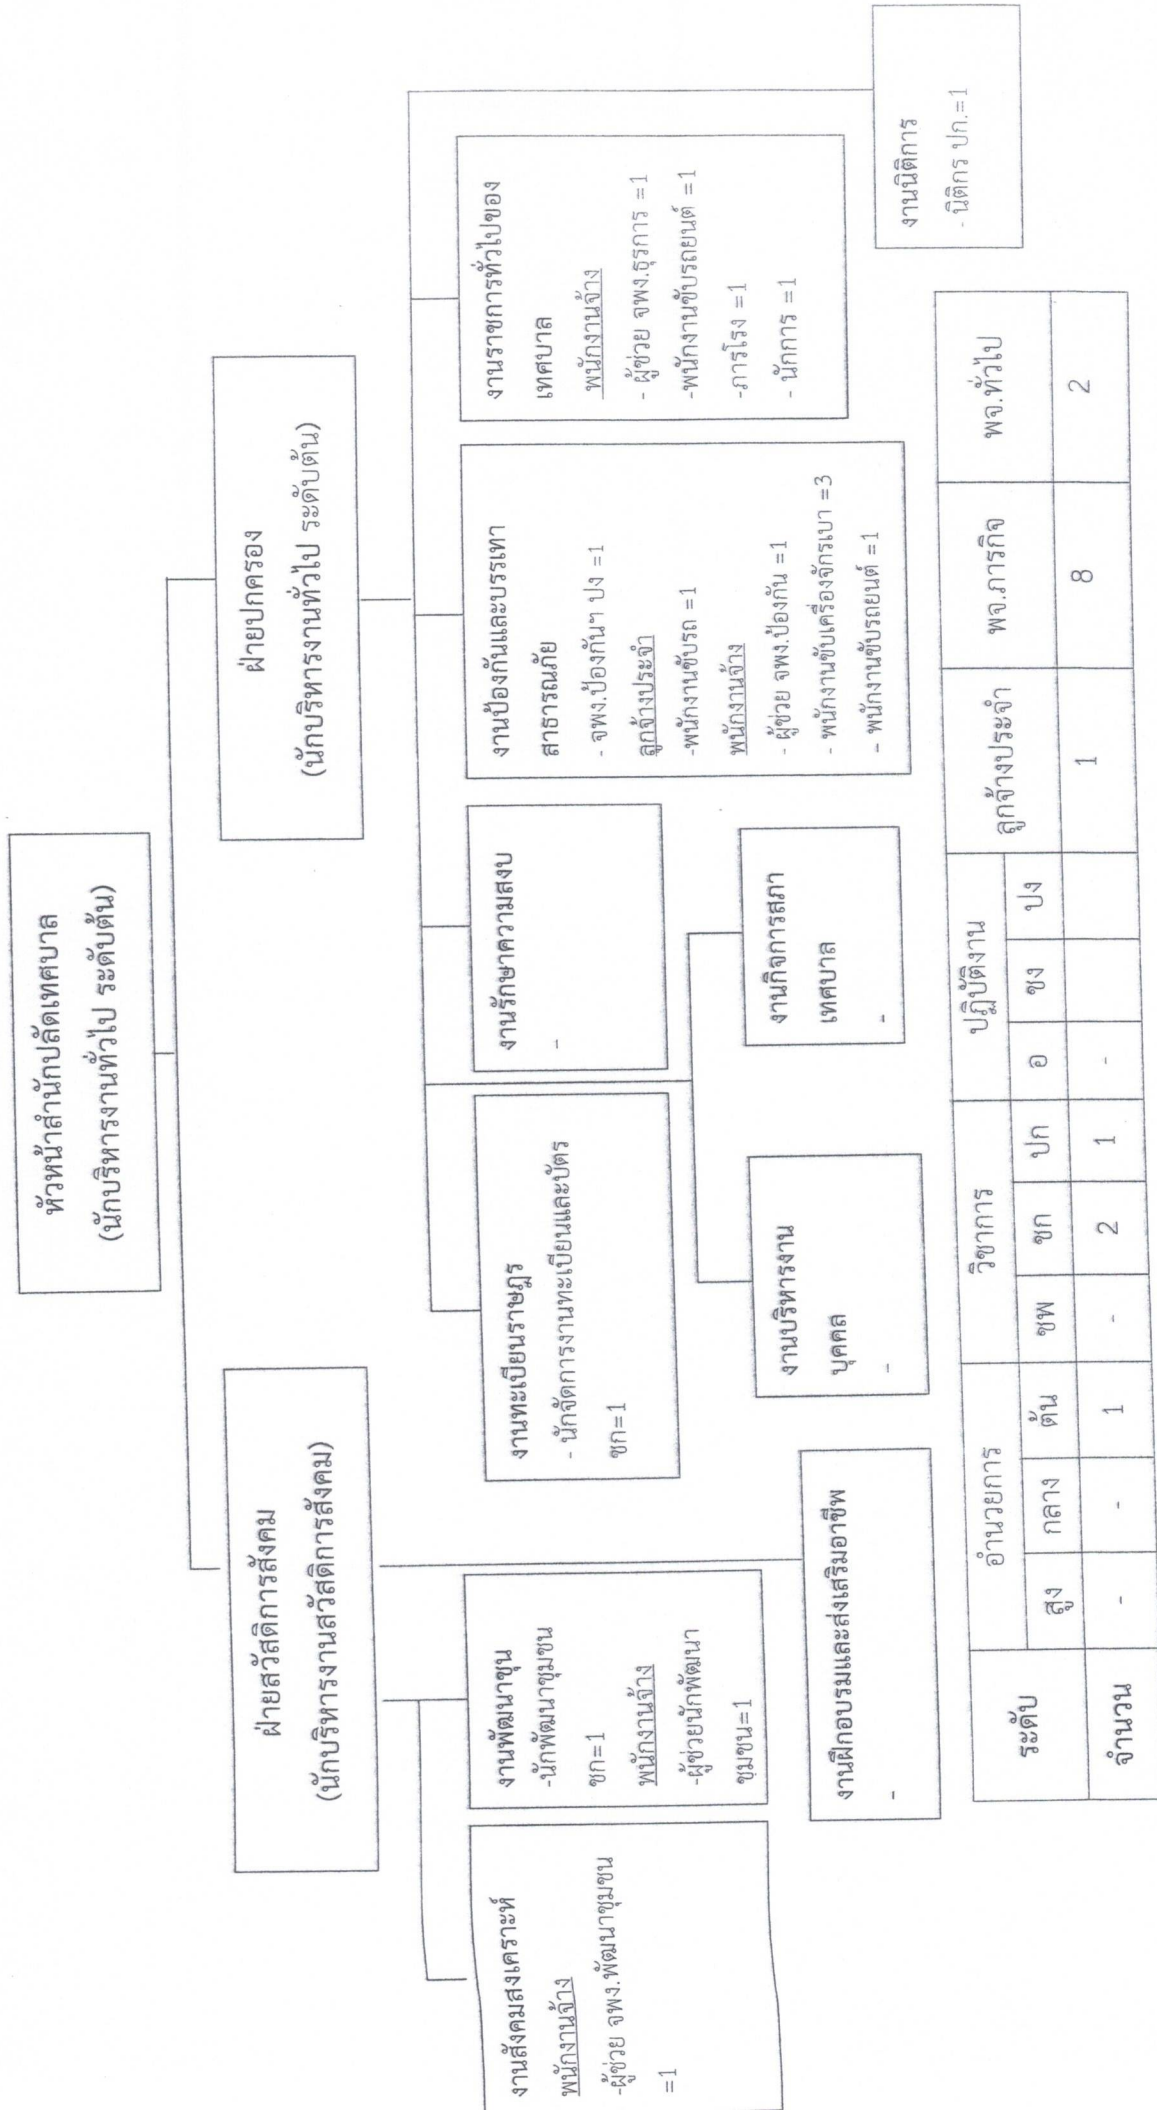 หัวหน้าสำนักปลัดเทศบาล
(นักบริหารงานทั่วไป ระดับต้น)
ฝ่ายสวัสดิการสังคม
(นักบริหารงานสวัสดิการสังคม)
ฝ่ายปกครอง
(นักบริหารงานทั่วไป ระดับต้น)
งานสังคมสงเคราะห์
พนักงานจ้าง
-ผู้ช่วย จพง.พัฒนาชุมชน
=1
งานพัฒนาชุน
-นักพัฒนาชุมชน
ชก=1
พนักงานจ้าง
-ผู้ช่วยนักพัฒนา
ชุมชน=1
งานทะเบียนราษฎร
- นักจัดการงานทะเบียนและบัตร
ชก=1
งานรักษาความสงบ
-
งานป้องกันและบรรเทา
สาธารณภัย
- จพง.ป้องกันฯ ปง =1
ลูกจ้างประจำ
-พนักงานขับรถ =1
พนักงานจ้าง
- ผู้ช่วย จพง.ป้องกัน =1
- พนักงานขับเครื่องจักรเบา =3
- พนักงานขับรถยนต์ =1
งานราชการทั่วไปของ
เทศบาล
พนักงานจ้าง
- ผู้ช่วย จพง.ธุรการ =1
-พนักงานขับรถยนต์ =1
-ภารโรง =1
- นักการ =1
งานฝึกอบรมและส่งเสริมอาชีพ
-
งานบริหารงาน
บุคคล
-
งานกิจการสภา
เทศบาล
-
งานนิติการ
- นิติกร ปก.=1
ระดับ อำนวยการ วิชาการ ปฏิบัติงาน ลูกจ้างประจำ พจ.ภารกิจ พจ.ทั่วไป
สูง กลาง ต้น ชพ ชก ปก อ ชง ปง
จำนวน - - 1 - 2 1 - 1 8 2